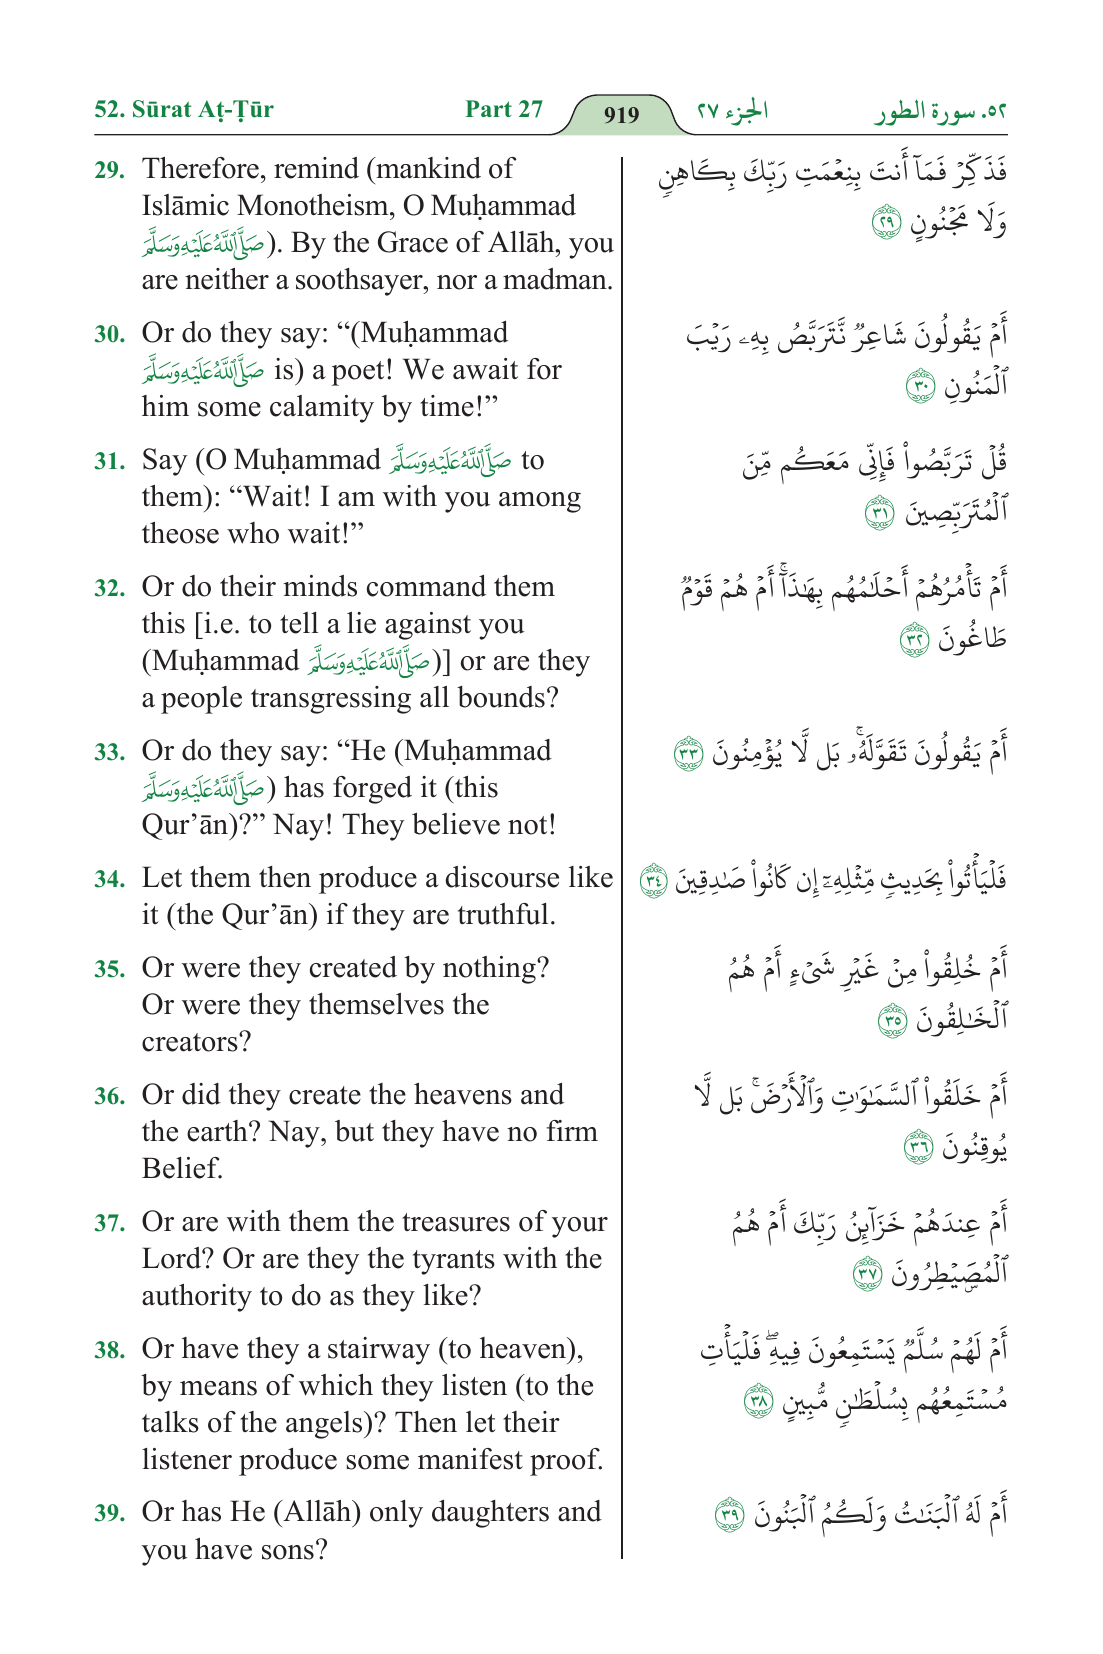 52. Sūrat Aṭ-Ṭūr Part 27 919 الجزء ٢٧ ٥٢. سورة الطور
29. Therefore, remind (mankind of
Islāmic Monotheism, O Muḥammad
صَلَّى ٱللَّهُ عَلَيْهِ وَسَلَّمَ). By the Grace of Allāh, you
are neither a soothsayer, nor a madman.
فَذَكِّرْ فَمَآ أَنتَ بِنِعْمَتِ رَبِّكَ بِكَاهِنٍ
وَلَا مَجْنُونٍ ٢٩
30. Or do they say: “(Muḥammad
صَلَّى ٱللَّهُ عَلَيْهِ وَسَلَّمَ is) a poet! We await for
him some calamity by time!”
أَمْ يَقُولُونَ شَاعِرٌ نَّتَرَبَّصُ بِهِۦ رَيْبَ
ٱلْمَنُونِ ٣٠
31. Say (O Muḥammad صَلَّى ٱللَّهُ عَلَيْهِ وَسَلَّمَ to
them): “Wait! I am with you among
theose who wait!”
قُلْ تَرَبَّصُوا۟ فَإِنِّى مَعَكُم مِّنَ
ٱلْمُتَرَبِّصِينَ ٣١
32. Or do their minds command them
this [i.e. to tell a lie against you
(Muḥammad صَلَّى ٱللَّهُ عَلَيْهِ وَسَلَّمَ)] or are they
a people transgressing all bounds?
أَمْ تَأْمُرُهُمْ أَحْلَـٰمُهُم بِهَـٰذَآ ۚ أَمْ هُمْ قَوْمٌ
طَاغُونَ ٣٢
33. Or do they say: “He (Muḥammad
صَلَّى ٱللَّهُ عَلَيْهِ وَسَلَّمَ) has forged it (this
Qur’ān)?” Nay! They believe not!
أَمْ يَقُولُونَ تَقَوَّلَهُۥ ۚ بَل لَّا يُؤْمِنُونَ ٣٣
34. Let them then produce a discourse like
it (the Qur’ān) if they are truthful.
فَلْيَأْتُوا۟ بِحَدِيثٍ مِّثْلِهِۦٓ إِن كَانُوا۟ صَـٰدِقِينَ ٣٤
35. Or were they created by nothing?
Or were they themselves the
creators?
أَمْ خُلِقُوا۟ مِنْ غَيْرِ شَىْءٍ أَمْ هُمُ
ٱلْخَـٰلِقُونَ ٣٥
36. Or did they create the heavens and
the earth? Nay, but they have no firm
Belief.
أَمْ خَلَقُوا۟ ٱلسَّمَـٰوَٰتِ وَٱلْأَرْضَ ۚ بَل لَّا
يُوقِنُونَ ٣٦
37. Or are with them the treasures of your
Lord? Or are they the tyrants with the
authority to do as they like?
أَمْ عِندَهُمْ خَزَآئِنُ رَبِّكَ أَمْ هُمُ
ٱلْمُصَۣيْطِرُونَ ٣٧
38. Or have they a stairway (to heaven),
by means of which they listen (to the
talks of the angels)? Then let their
listener produce some manifest proof.
أَمْ لَهُمْ سُلَّمٌ يَسْتَمِعُونَ فِيهِ ۖ فَلْيَأْتِ
مُسْتَمِعُهُم بِسُلْطَـٰنٍ مُّبِينٍ ٣٨
39. Or has He (Allāh) only daughters and
you have sons?
أَمْ لَهُ ٱلْبَنَـٰتُ وَلَكُمُ ٱلْبَنُونَ ٣٩